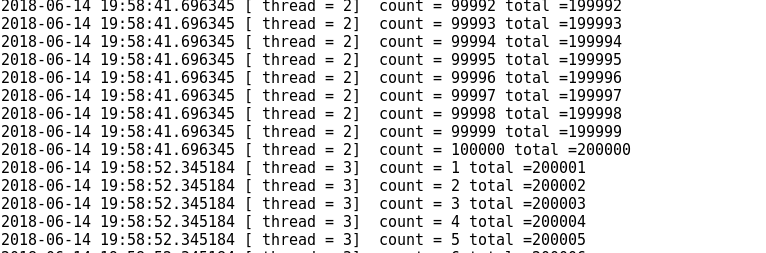 2018-06-14 19:58:41.696345 [ thread = 2]  count = 99992 total =199992
2018-06-14 19:58:41.696345 [ thread = 2]  count = 99993 total =199993
2018-06-14 19:58:41.696345 [ thread = 2]  count = 99994 total =199994
2018-06-14 19:58:41.696345 [ thread = 2]  count = 99995 total =199995
2018-06-14 19:58:41.696345 [ thread = 2]  count = 99996 total =199996
2018-06-14 19:58:41.696345 [ thread = 2]  count = 99997 total =199997
2018-06-14 19:58:41.696345 [ thread = 2]  count = 99998 total =199998
2018-06-14 19:58:41.696345 [ thread = 2]  count = 99999 total =199999
2018-06-14 19:58:41.696345 [ thread = 2]  count = 100000 total =200000
2018-06-14 19:58:52.345184 [ thread = 3]  count = 1 total =200001
2018-06-14 19:58:52.345184 [ thread = 3]  count = 2 total =200002
2018-06-14 19:58:52.345184 [ thread = 3]  count = 3 total =200003
2018-06-14 19:58:52.345184 [ thread = 3]  count = 4 total =200004
2018-06-14 19:58:52.345184 [ thread = 3]  count = 5 total =200005